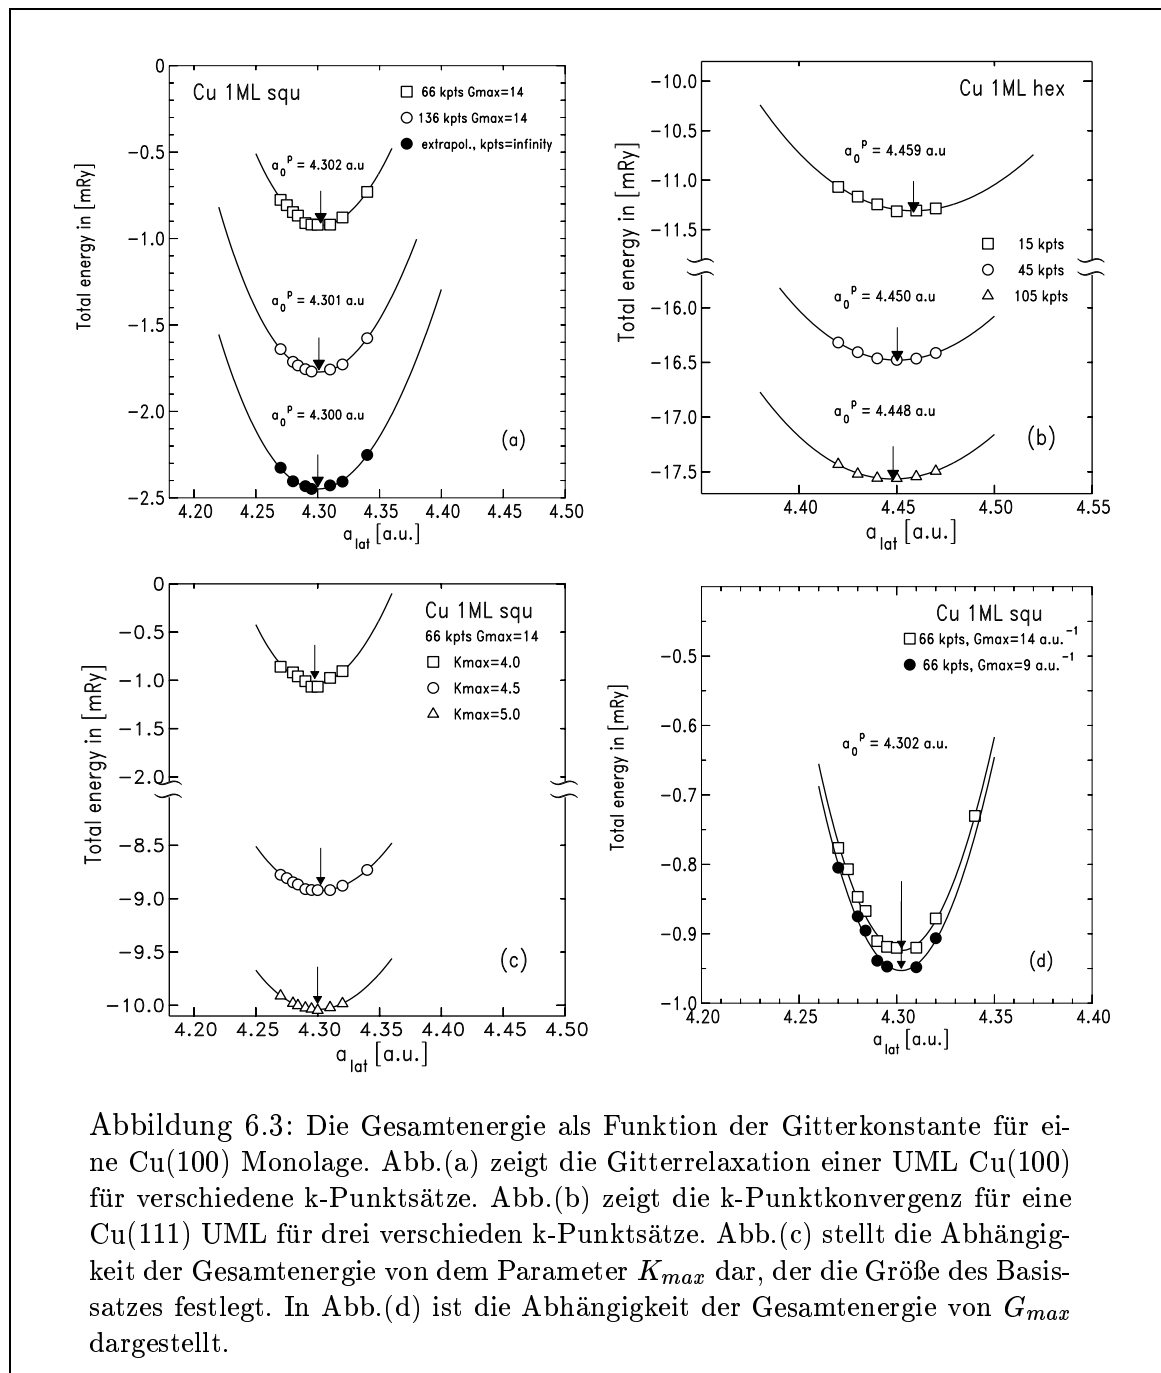 Cu 1ML squ
66 kpts Gmax=14
136 kpts Gmax=14
extrapol., kpts=infinity
a₀ᴾ = 4.302 a.u
a₀ᴾ = 4.301 a.u
a₀ᴾ = 4.300 a.u
(a)
Total energy in [mRy]
0
−0.5
−1.0
−1.5
−2.0
−2.5
4.20 4.25 4.30 4.35 4.40 4.45 4.50
a_lat [a.u.]
Cu 1ML hex
a₀ᴾ = 4.459 a.u
15 kpts
45 kpts
105 kpts
a₀ᴾ = 4.450 a.u
a₀ᴾ = 4.448 a.u
(b)
Total energy in [mRy]
−10.0
−10.5
−11.0
−11.5
−16.0
−16.5
−17.0
−17.5
4.40 4.45 4.50 4.55
a_lat [a.u.]
Cu 1ML squ
66 kpts Gmax=14
Kmax=4.0
Kmax=4.5
Kmax=5.0
(c)
Total energy in [mRy]
0
−0.5
−1.0
−1.5
−2.0
−8.5
−9.0
−9.5
−10.0
4.20 4.25 4.30 4.35 4.40 4.45 4.50
a_lat [a.u.]
Cu 1ML squ
66 kpts, Gmax=14 a.u.⁻¹
66 kpts, Gmax=9 a.u.⁻¹
a₀ᴾ = 4.302 a.u.
(d)
Total energy in [mRy]
−0.5
−0.6
−0.7
−0.8
−0.9
−1.0
4.20 4.25 4.30 4.35 4.40
a_lat [a.u.]
Abbildung 6.3: Die Gesamtenergie als Funktion der Gitterkonstante für ei-
ne Cu(100) Monolage. Abb.(a) zeigt die Gitterrelaxation einer UML Cu(100)
für verschiedene k-Punktsätze. Abb.(b) zeigt die k-Punktkonvergenz für eine
Cu(111) UML für drei verschieden k-Punktsätze. Abb.(c) stellt die Abhängig-
keit der Gesamtenergie von dem Parameter K_max dar, der die Größe des Basis-
satzes festlegt. In Abb.(d) ist die Abhängigkeit der Gesamtenergie von G_max
dargestellt.